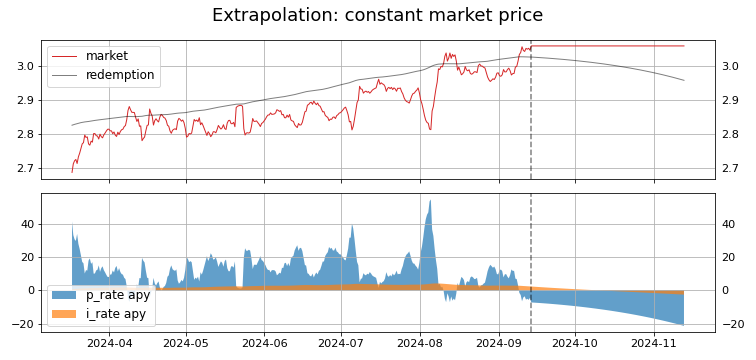 Extrapolation: constant market price
market
redemption
3.0
2.9
2.8
2.7
3.0
2.9
2.8
2.7
40
20
0
−20
40
20
0
−20
p_rate apy
i_rate apy
2024-04 2024-05 2024-06 2024-07 2024-08 2024-09 2024-10 2024-11